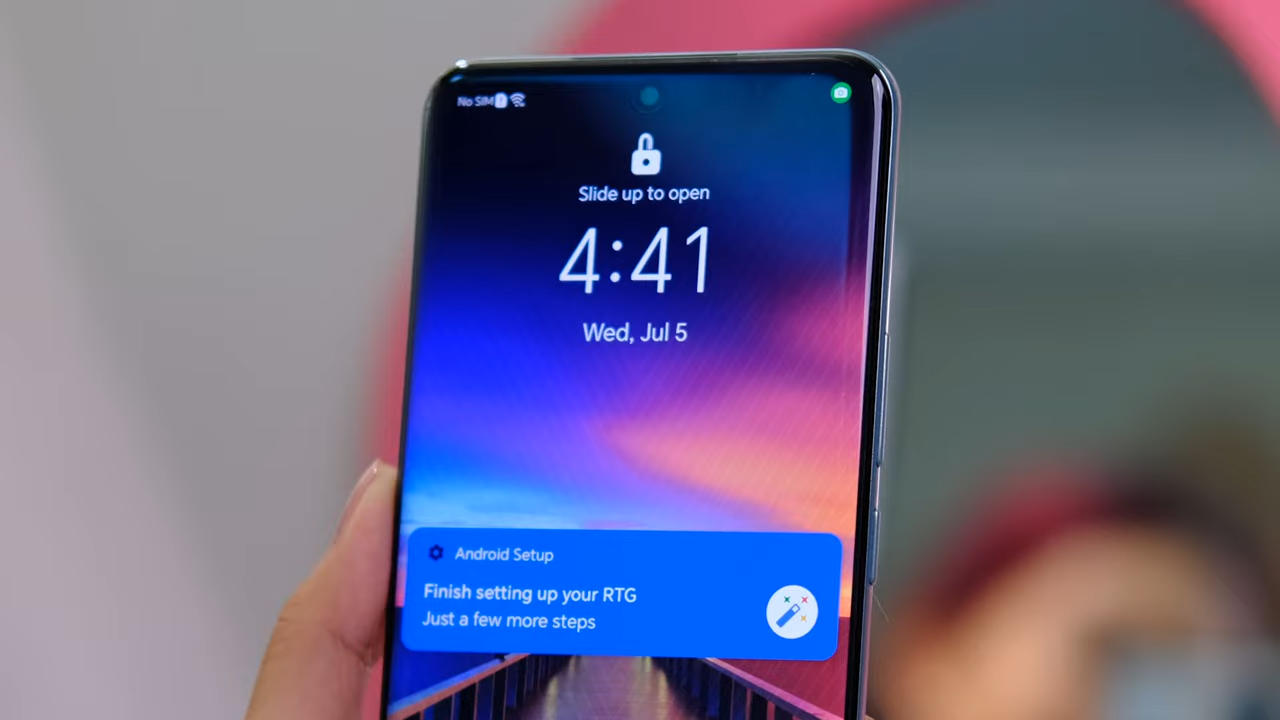 No SIM
Slide up to open
4:41
Wed, Jul 5
Android Setup
Finish setting up your RTG
Just a few more steps